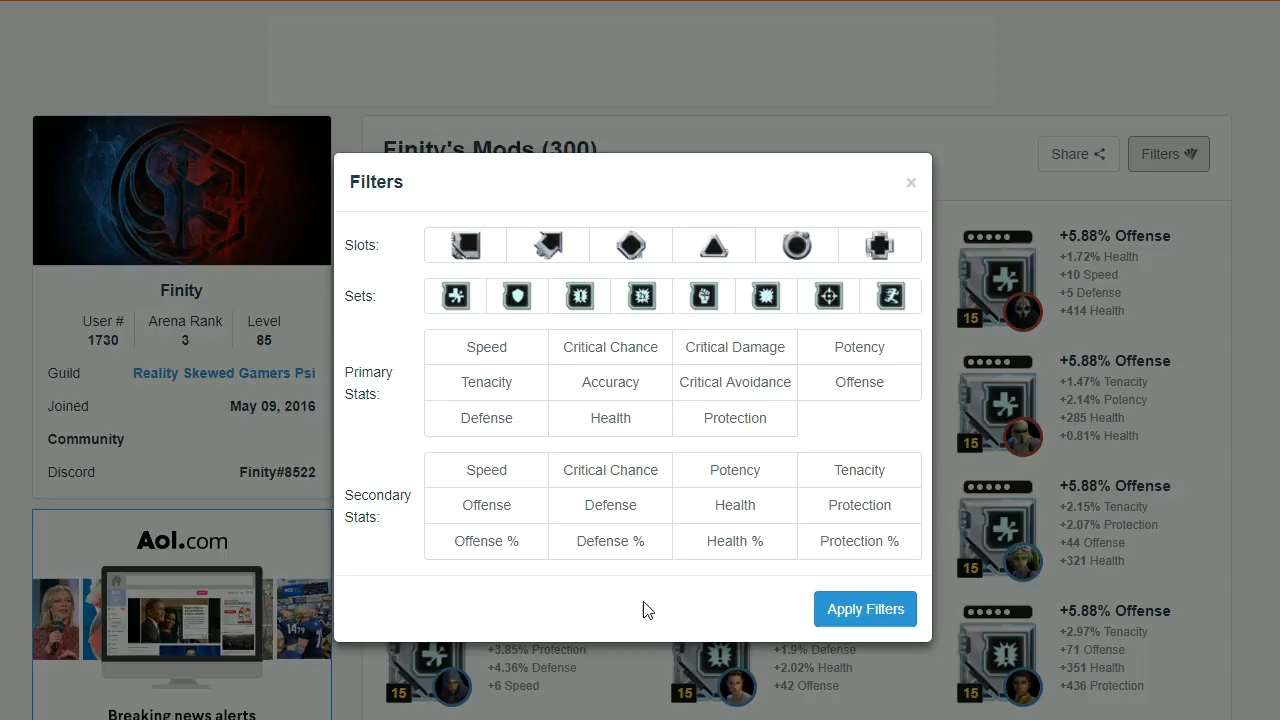 Finity's Mods (300)
Share
Filters
Filters
×
Slots:
Sets:
Primary Stats:
Speed
Critical Chance
Critical Damage
Potency
Tenacity
Accuracy
Critical Avoidance
Offense
Defense
Health
Protection
Secondary Stats:
Speed
Critical Chance
Potency
Tenacity
Offense
Defense
Health
Protection
Offense %
Defense %
Health %
Protection %
Apply Filters
Finity
User #
Arena Rank
Level
1730
3
85
Guild
Reality Skewed Gamers Psi
Joined
May 09, 2016
Community
Discord
Finity#8522
Aol.com
Breaking news alerts
+5.88% Offense
+1.72% Health
+10 Speed
+5 Defense
+414 Health
15
+5.88% Offense
+1.47% Tenacity
+2.14% Potency
+285 Health
+0.81% Health
15
+5.88% Offense
+2.15% Tenacity
+2.07% Protection
+44 Offense
+321 Health
15
+5.88% Offense
+2.97% Tenacity
+71 Offense
+351 Health
+436 Protection
15
+3.85% Protection
+4.36% Defense
+6 Speed
15
+1.9% Defense
+2.02% Health
+42 Offense
15